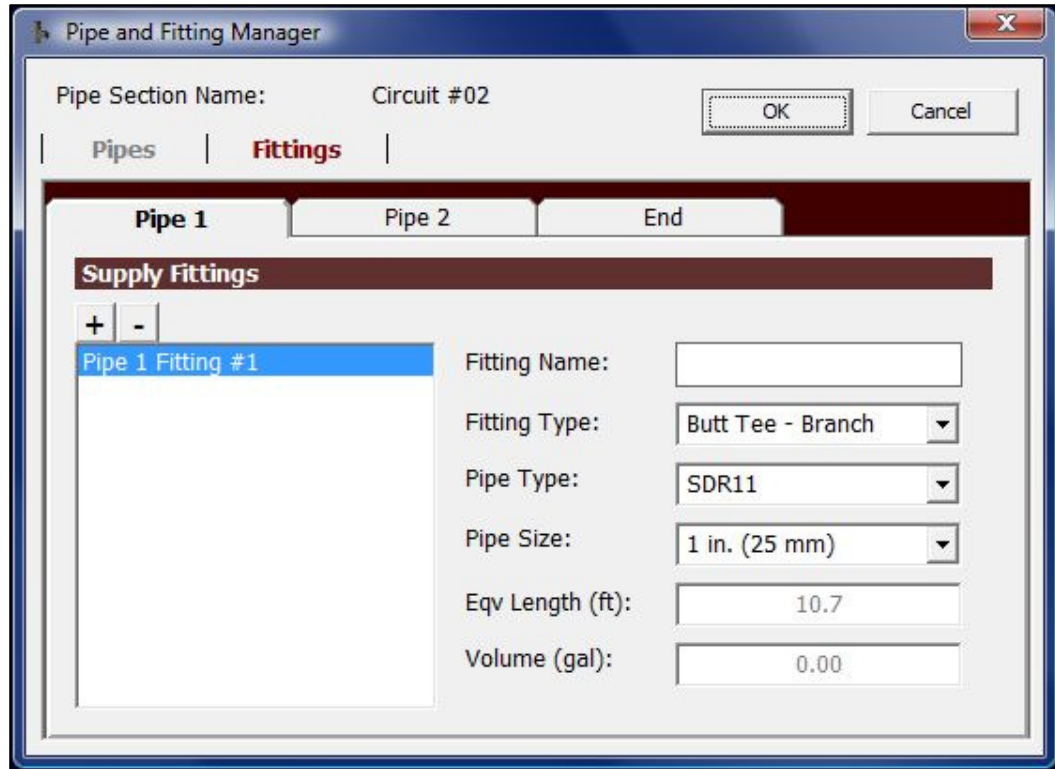 Pipe and Fitting Manager
X
Pipe Section Name: Circuit #02
OK Cancel
| Pipes | Fittings |
Pipe 1 Pipe 2 End
Supply Fittings
+ -
Pipe 1 Fitting #1
Fitting Name:
Fitting Type: Butt Tee - Branch
Pipe Type: SDR11
Pipe Size: 1 in. (25 mm)
Eqv Length (ft): 10.7
Volume (gal): 0.00